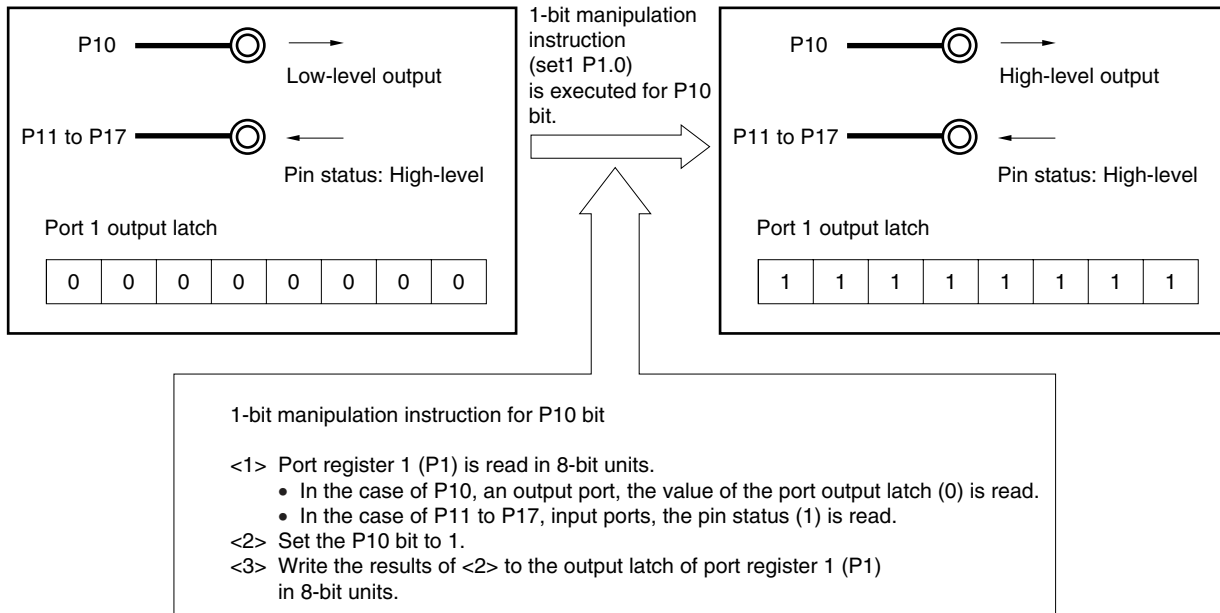 P10
Low-level output
P11 to P17
Pin status: High-level
Port 1 output latch
0 0 0 0 0 0 0 0
1-bit manipulation
instruction
(set1 P1.0)
is executed for P10
bit.
P10
High-level output
P11 to P17
Pin status: High-level
Port 1 output latch
1 1 1 1 1 1 1 1
1-bit manipulation instruction for P10 bit
<1> Port register 1 (P1) is read in 8-bit units.
• In the case of P10, an output port, the value of the port output latch (0) is read.
• In the case of P11 to P17, input ports, the pin status (1) is read.
<2> Set the P10 bit to 1.
<3> Write the results of <2> to the output latch of port register 1 (P1)
in 8-bit units.